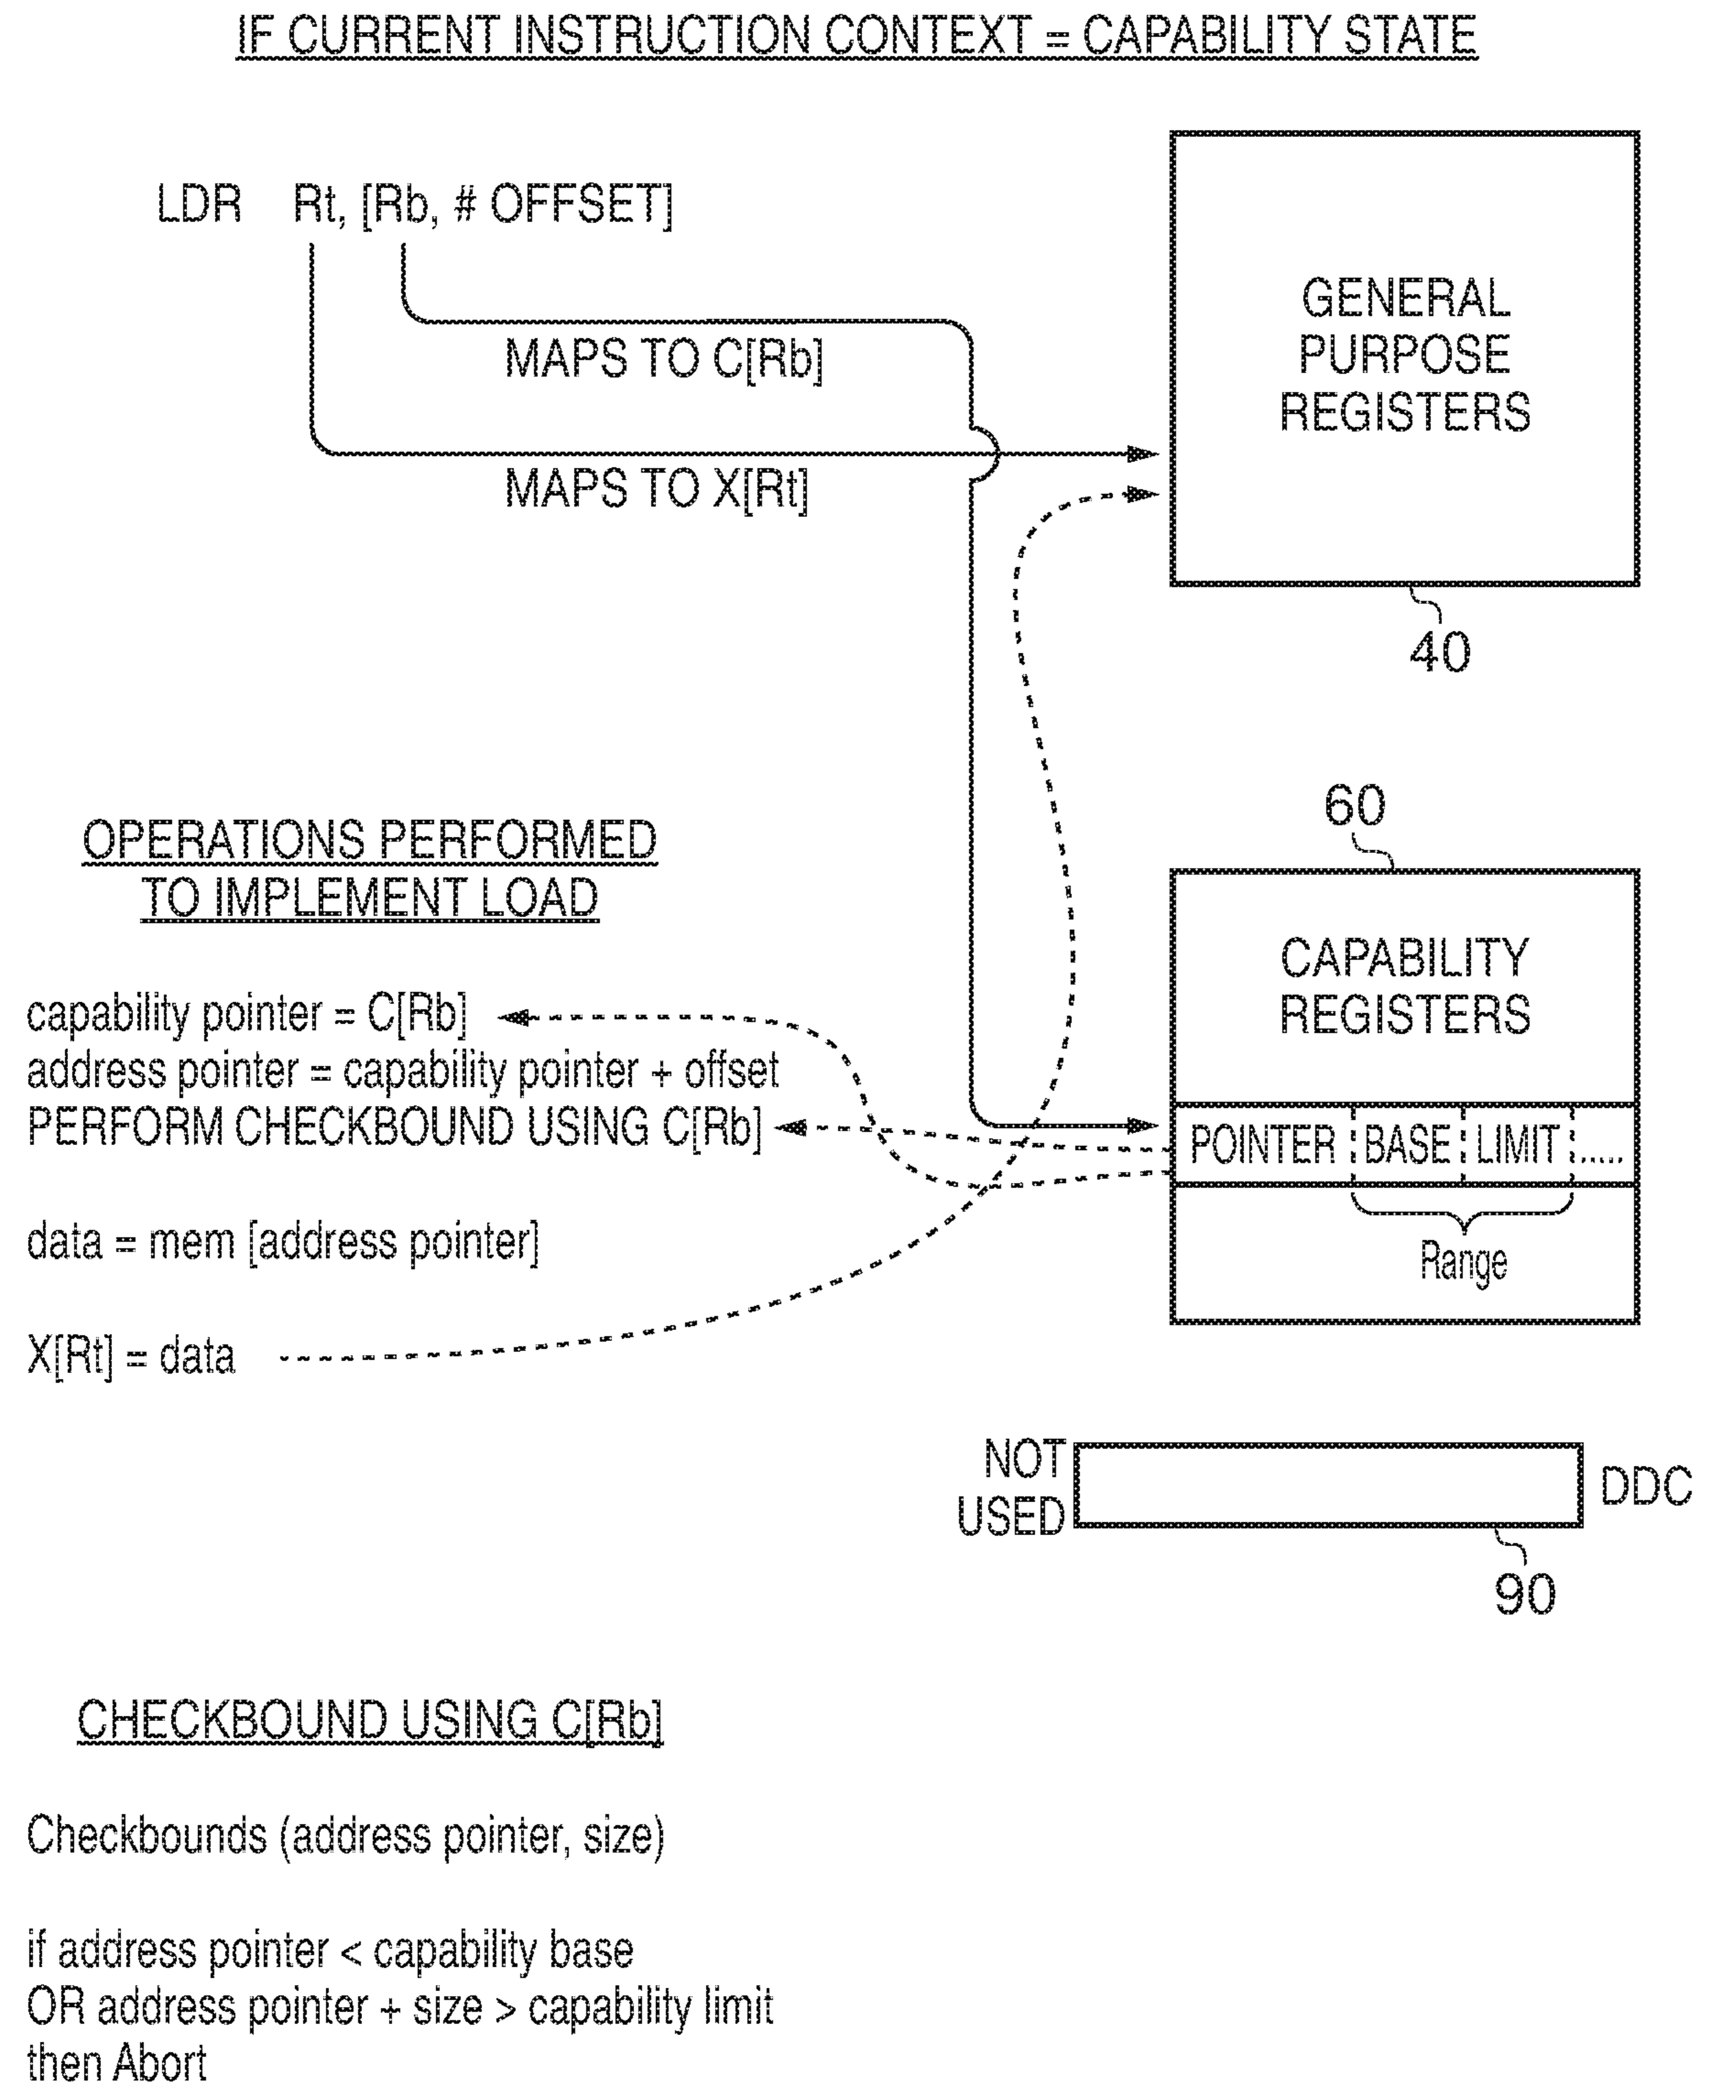 IF CURRENT INSTRUCTION CONTEXT = CAPABILITY STATE
LDR Rt, [Rb, # OFFSET]
MAPS TO C[Rb]
MAPS TO X[Rt]
GENERAL
PURPOSE
REGISTERS
40
60
CAPABILITY
REGISTERS
POINTER BASE LIMIT .....
Range
OPERATIONS PERFORMED
TO IMPLEMENT LOAD
capability pointer = C[Rb]
address pointer = capability pointer + offset
PERFORM CHECKBOUND USING C[Rb]
data = mem [address pointer]
X[Rt] = data
NOT
USED
DDC
90
CHECKBOUND USING C[Rb]
Checkbounds (address pointer, size)
if address pointer < capability base
OR address pointer + size > capability limit
then Abort